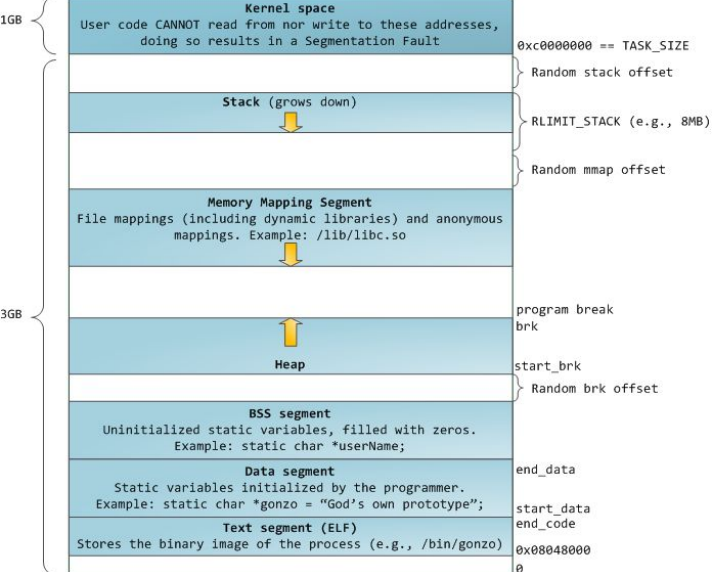 1GB
Kernel space
User code CANNOT read from nor write to these addresses,
doing so results in a Segmentation Fault
0xc0000000 == TASK_SIZE
Random stack offset
Stack (grows down)
RLIMIT_STACK (e.g., 8MB)
Random mmap offset
Memory Mapping Segment
File mappings (including dynamic libraries) and anonymous
mappings. Example: /lib/libc.so
3GB
program break
brk
Heap
start_brk
Random brk offset
BSS segment
Uninitialized static variables, filled with zeros.
Example: static char *userName;
Data segment
Static variables initialized by the programmer.
Example: static char *gonzo = “God’s own prototype”;
end_data
start_data
end_code
Text segment (ELF)
Stores the binary image of the process (e.g., /bin/gonzo)
0x08048000
0